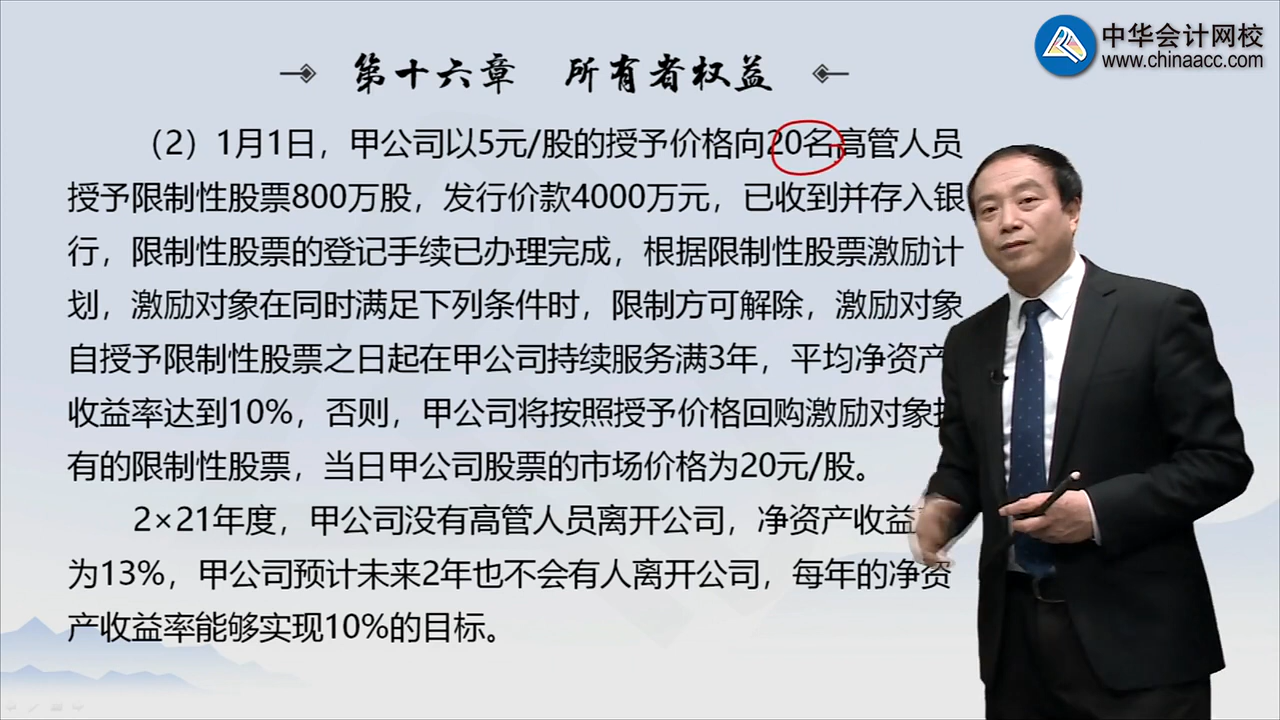 中华会计网校
www.chinaacc.com
第十六章 所有者权益
（2）1月1日，甲公司以5元/股的授予价格向20名高管人员
授予限制性股票800万股，发行价款4000万元，已收到并存入银
行，限制性股票的登记手续已办理完成，根据限制性股票激励计
划，激励对象在同时满足下列条件时，限制方可解除，激励对象
自授予限制性股票之日起在甲公司持续服务满3年，平均净资产
收益率达到10%，否则，甲公司将按照授予价格回购激励对象
有的限制性股票，当日甲公司股票的市场价格为20元/股。
2×21年度，甲公司没有高管人员离开公司，净资产收益
为13%，甲公司预计未来2年也不会有人离开公司，每年的净资
产收益率能够实现10%的目标。